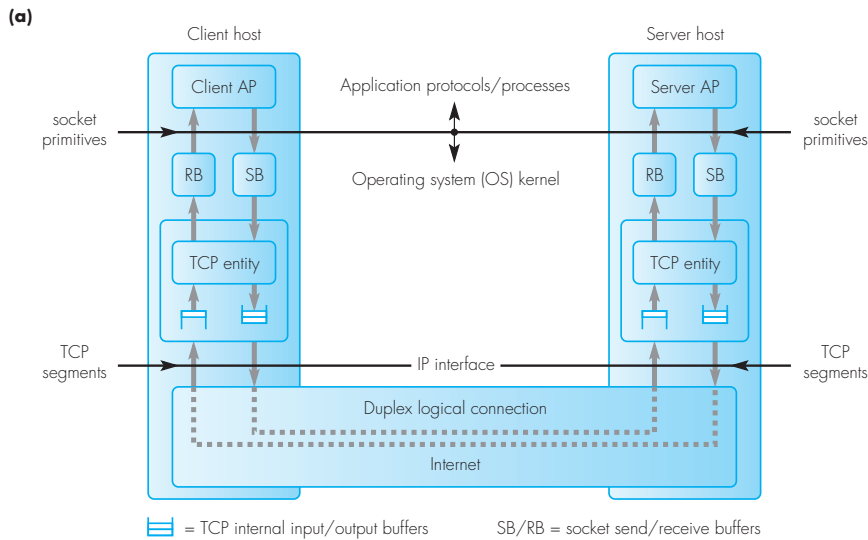 (a)
Client host
Server host
Client AP
Application protocols/processes
Server AP
socket
primitives
socket
primitives
RB
SB
Operating system (OS) kernel
RB
SB
TCP entity
TCP entity
TCP
segments
IP interface
TCP
segments
Duplex logical connection
Internet
= TCP internal input/output buffers
SB/RB = socket send/receive buffers